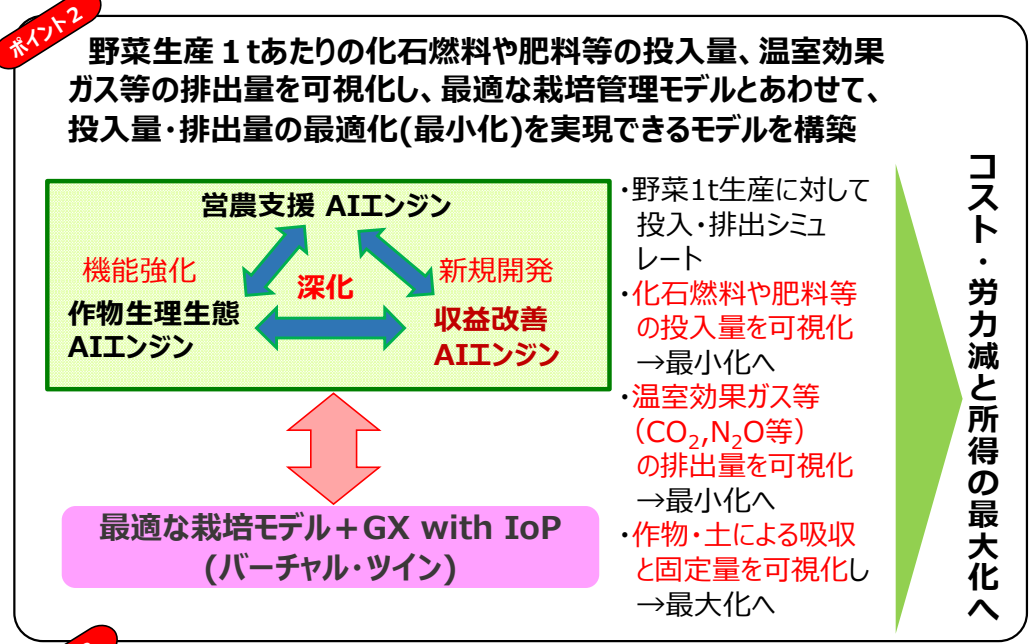 ポイント2
野菜生産1tあたりの化石燃料や肥料等の投入量、温室効果
ガス等の排出量を可視化し、最適な栽培管理モデルとあわせて、
投入量・排出量の最適化(最小化)を実現できるモデルを構築
営農支援 AIエンジン
機能強化
深化
新規開発
作物生理生態
AIエンジン
収益改善
AIエンジン
最適な栽培モデル+GX with IoP
(バーチャル・ツイン)
・野菜1t生産に対して
投入・排出シミュ
レート
・化石燃料や肥料等
の投入量を可視化
→最小化へ
・温室効果ガス等
(CO₂,N₂O等)
の排出量を可視化
→最小化へ
・作物・土による吸収
と固定量を可視化し
→最大化へ
コスト・労力減と所得の最大化へ